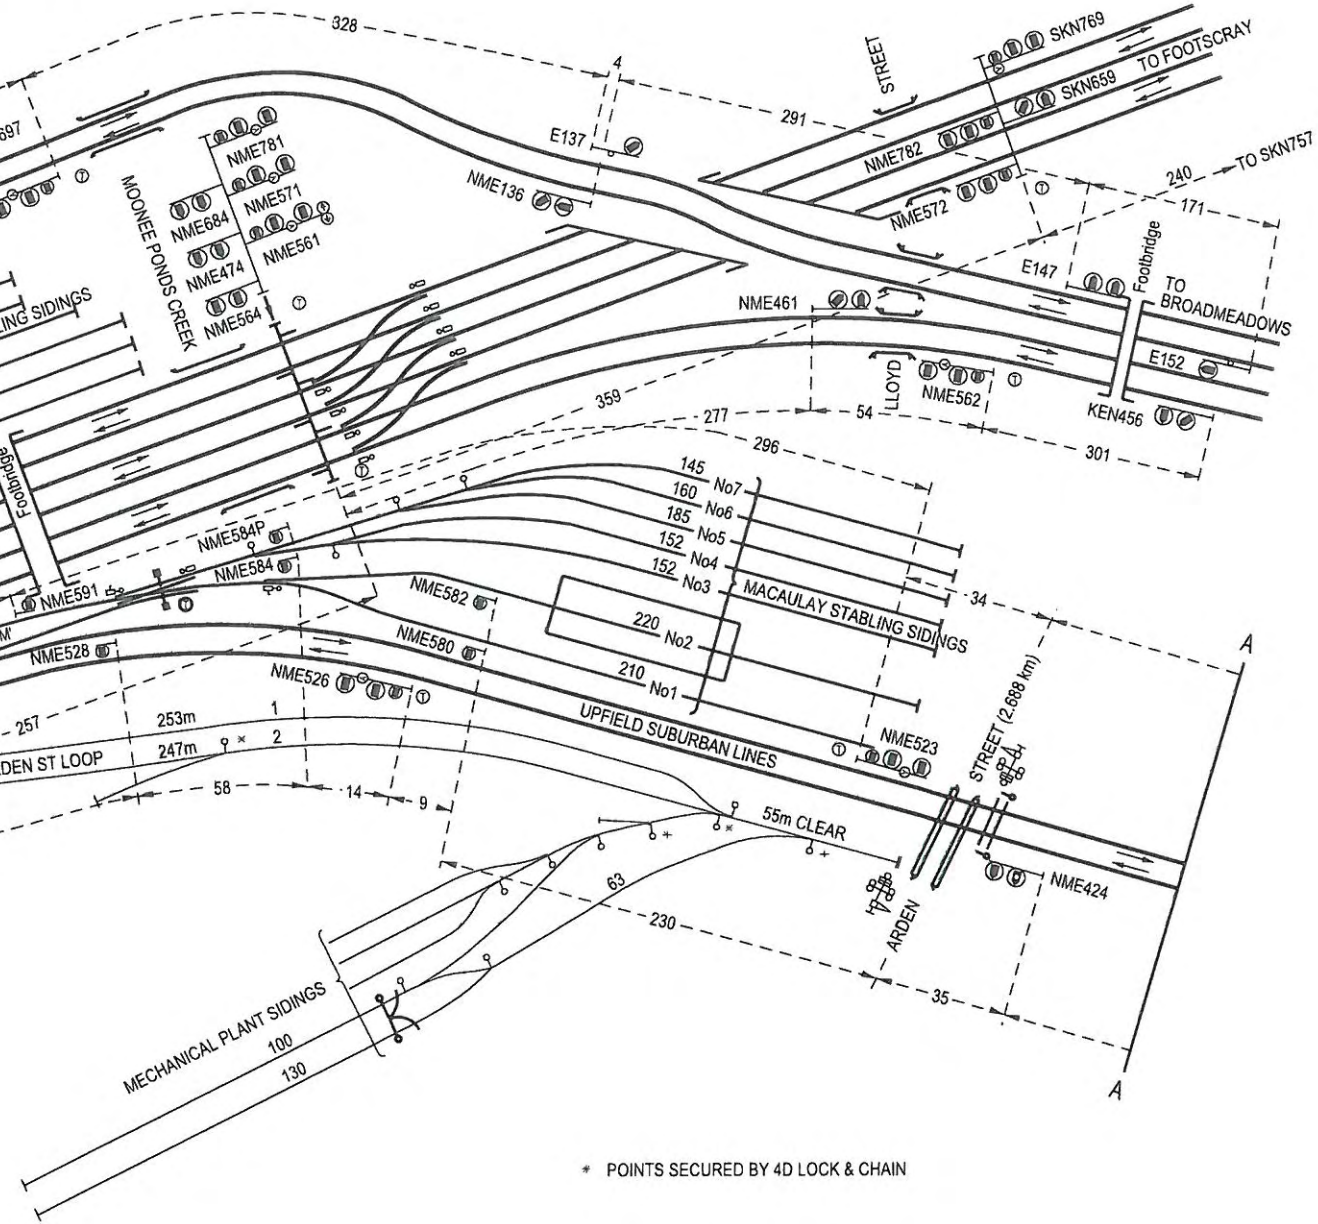 328
4
291
STREET
SKN769
TO FOOTSCRAY
SKN659
697
E137
NME781
NME782
240
TO SKN757
NME136
NME571
NME684
NME572
171
MOONEE PONDS CREEK
NME561
NME474
E147
Footbridge
TO
BROADMEADOWS
LING SIDINGS
NME564
NME461
E152
359
LLOYD
NME562
54
KEN456
277
296
301
Footbridge
145 No7
160 No6
185 No5
152 No4
152 No3
NME584P
NME584
NME591
NME582
MACAULAY STABLING SIDINGS
34
A
M'
220 No2
NME528
NME580
210 No1
NME526
257
253m 1
UPFIELD SUBURBAN LINES
STREET (2.688 km)
NME523
DEN ST LOOP
247m 2
*
58
14
9
55m CLEAR
*
*
*
63
NME424
230
ARDEN
35
MECHANICAL PLANT SIDINGS
100
130
A
* POINTS SECURED BY 4D LOCK & CHAIN